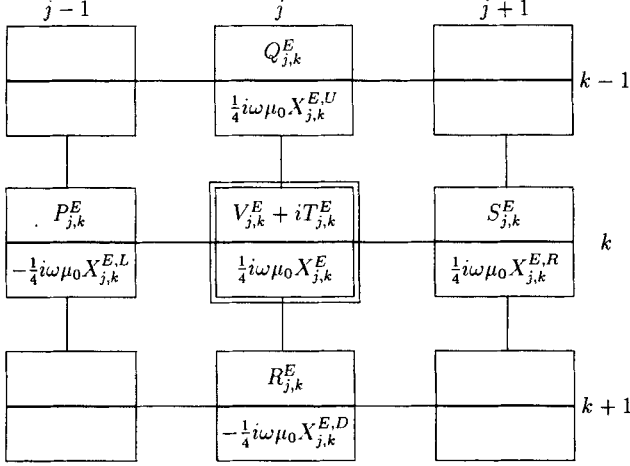 j − 1 j j + 1
Q^E_{j,k}
k − 1
¼iωμ₀X^{E,U}_{j,k}
P^E_{j,k} V^E_{j,k} + iT^E_{j,k} S^E_{j,k}
k
−¼iωμ₀X^{E,L}_{j,k} ¼iωμ₀X^E_{j,k} ¼iωμ₀X^{E,R}_{j,k}
R^E_{j,k}
k + 1
−¼iωμ₀X^{E,D}_{j,k}